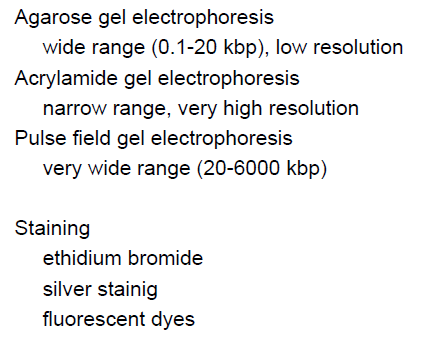 Agarose gel electrophoresis
wide range (0.1-20 kbp), low resolution
Acrylamide gel electrophoresis
narrow range, very high resolution
Pulse field gel electrophoresis
very wide range (20-6000 kbp)
Staining
ethidium bromide
silver stainig
fluorescent dyes